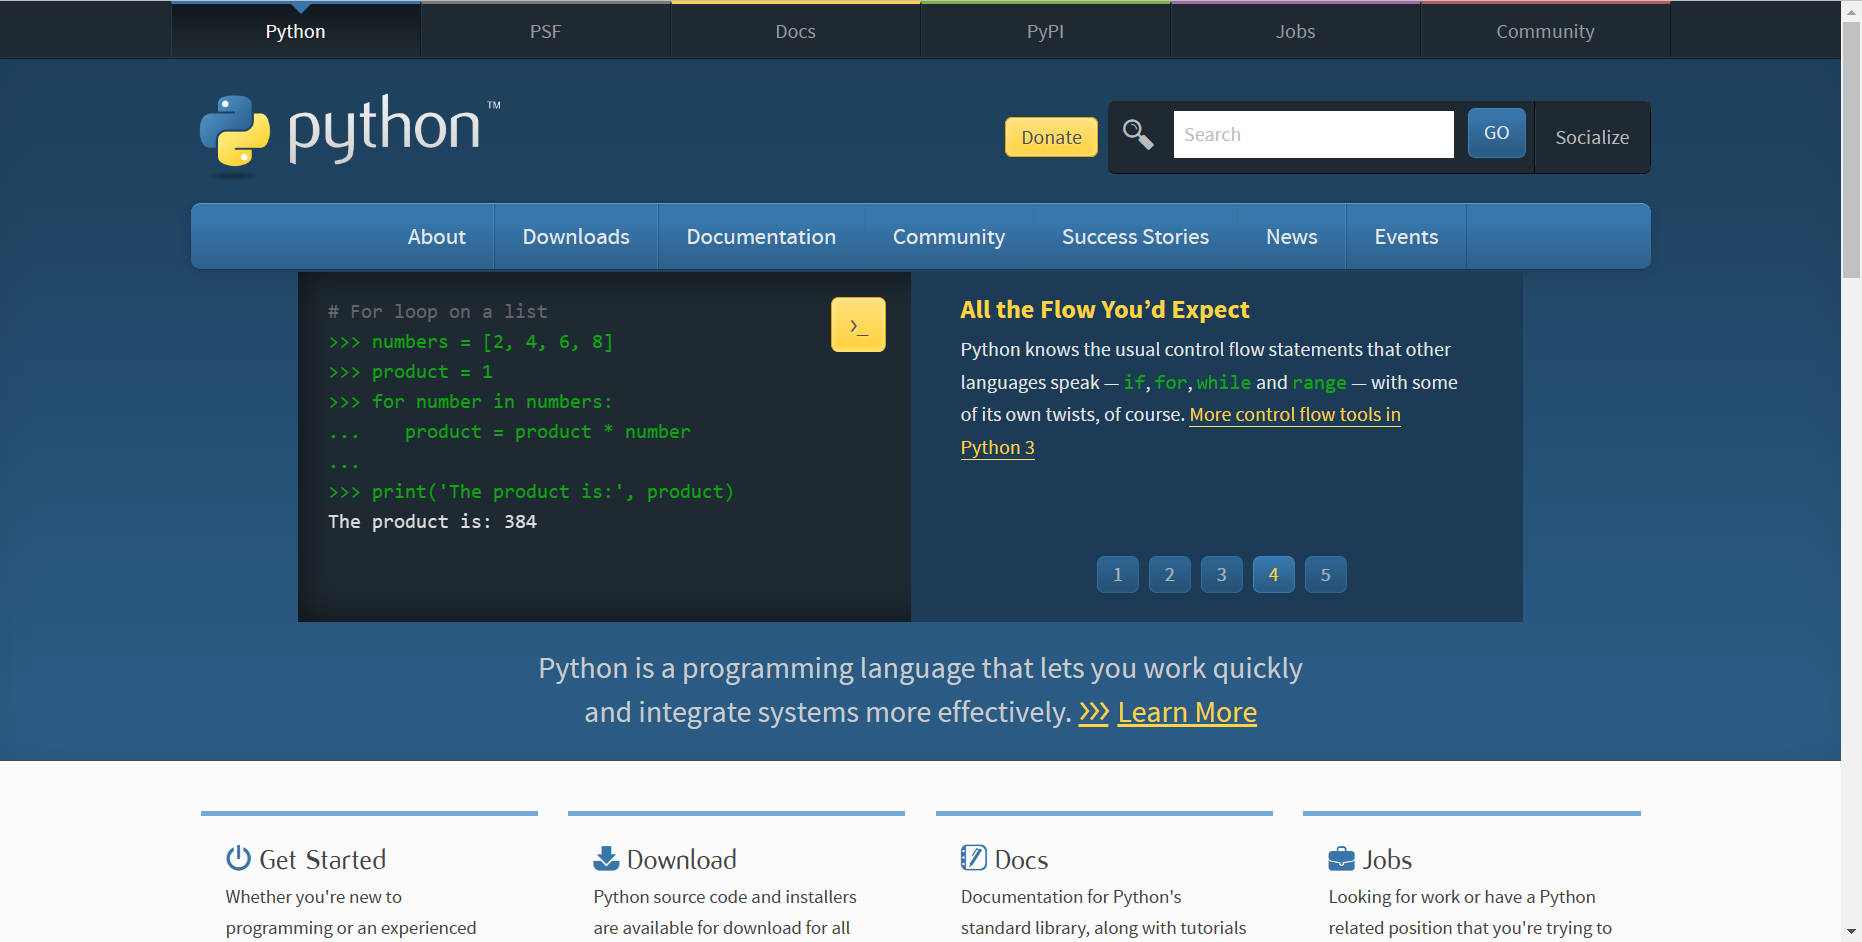 Python PSF Docs PyPI Jobs Community
python™
Donate Search GO Socialize
About Downloads Documentation Community Success Stories News Events
# For loop on a list
>>> numbers = [2, 4, 6, 8]
>>> product = 1
>>> for number in numbers:
...    product = product * number
...
>>> print('The product is:', product)
The product is: 384
>_
All the Flow You’d Expect
Python knows the usual control flow statements that other
languages speak — if, for, while and range — with some
of its own twists, of course. More control flow tools in
Python 3
1 2 3 4 5
Python is a programming language that lets you work quickly
and integrate systems more effectively. >>> Learn More
Get Started
Whether you're new to
programming or an experienced
Download
Python source code and installers
are available for download for all
Docs
Documentation for Python's
standard library, along with tutorials
Jobs
Looking for work or have a Python
related position that you're trying to